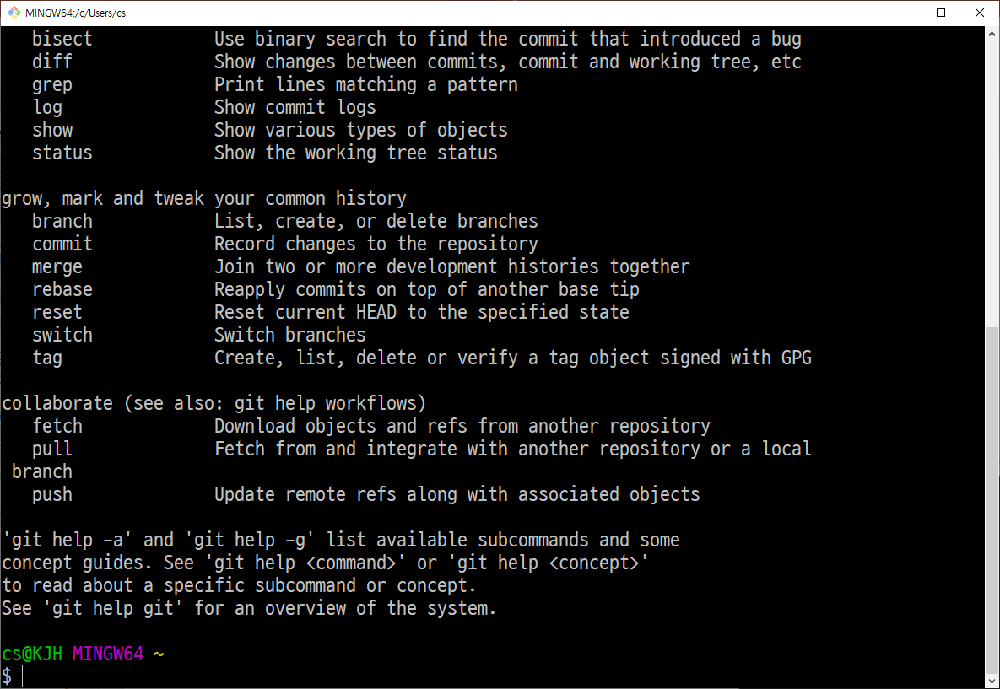 MINGW64:/c/Users/cs
bisect Use binary search to find the commit that introduced a bug
diff Show changes between commits, commit and working tree, etc
grep Print lines matching a pattern
log Show commit logs
show Show various types of objects
status Show the working tree status
grow, mark and tweak your common history
branch List, create, or delete branches
commit Record changes to the repository
merge Join two or more development histories together
rebase Reapply commits on top of another base tip
reset Reset current HEAD to the specified state
switch Switch branches
tag Create, list, delete or verify a tag object signed with GPG
collaborate (see also: git help workflows)
fetch Download objects and refs from another repository
pull Fetch from and integrate with another repository or a local
branch
push Update remote refs along with associated objects
'git help -a' and 'git help -g' list available subcommands and some
concept guides. See 'git help <command>' or 'git help <concept>'
to read about a specific subcommand or concept.
See 'git help git' for an overview of the system.
cs@KJH MINGW64 ~
$